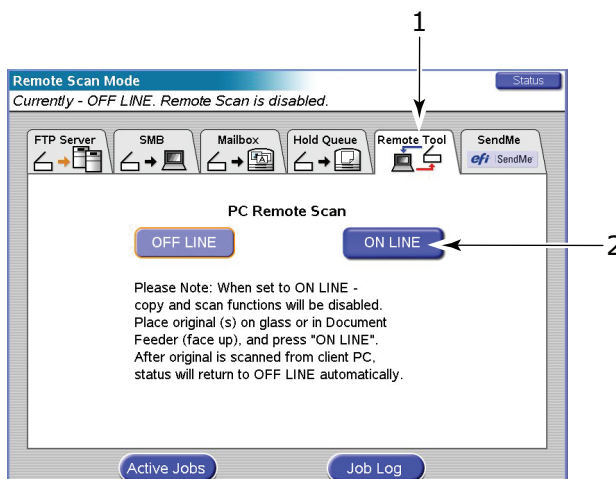 1
Remote Scan Mode
Status
Currently - OFF LINE. Remote Scan is disabled.
FTP Server
SMB
Mailbox
Hold Queue
Remote Tool
SendMe
efi SendMe
PC Remote Scan
OFF LINE
ON LINE
2
Please Note: When set to ON LINE -
copy and scan functions will be disabled.
Place original (s) on glass or in Document
Feeder (face up), and press "ON LINE".
After original is scanned from client PC,
status will return to OFF LINE automatically.
Active Jobs
Job Log